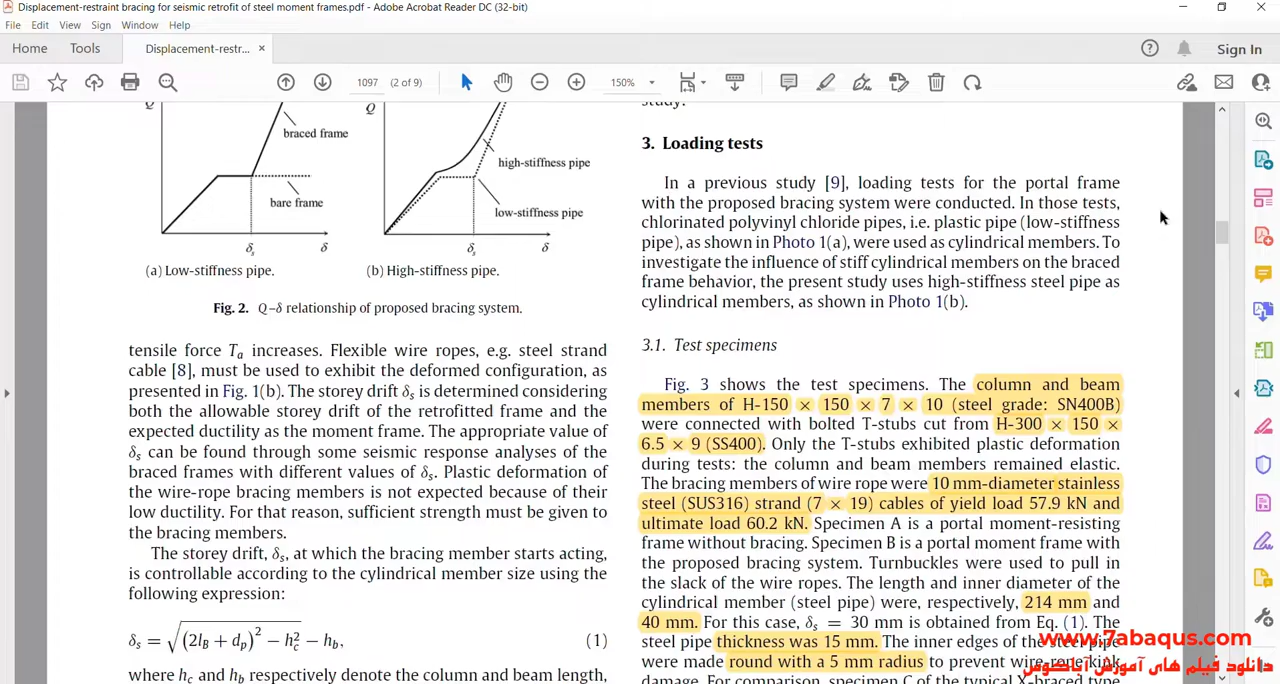 Displacement-restraint bracing for seismic retrofit of steel moment frames.pdf - Adobe Acrobat Reader DC (32-bit)
File Edit View Sign Window Help
Home Tools Displacement-restr... × Sign In
1097 (2 of 9) 150%
Q
braced frame
bare frame
δs δ
(a) Low-stiffness pipe.
Q
high-stiffness pipe
low-stiffness pipe
δs δ
(b) High-stiffness pipe.
Fig. 2. Q–δ relationship of proposed bracing system.
tensile force Ta increases. Flexible wire ropes, e.g. steel strand
cable [8], must be used to exhibit the deformed configuration, as
presented in Fig. 1(b). The storey drift δs is determined considering
both the allowable storey drift of the retrofitted frame and the
expected ductility as the moment frame. The appropriate value of
δs can be found through some seismic response analyses of the
braced frames with different values of δs. Plastic deformation of
the wire-rope bracing members is not expected because of their
low ductility. For that reason, sufficient strength must be given to
the bracing members.
The storey drift, δs, at which the bracing member starts acting,
is controllable according to the cylindrical member size using the
following expression:
δs = √(2lB + dp)² − hc² − hb, (1)
where hc and hb respectively denote the column and beam length,
study.
3. Loading tests
In a previous study [9], loading tests for the portal frame
with the proposed bracing system were conducted. In those tests,
chlorinated polyvinyl chloride pipes, i.e. plastic pipe (low-stiffness
pipe), as shown in Photo 1(a), were used as cylindrical members. To
investigate the influence of stiff cylindrical members on the braced
frame behavior, the present study uses high-stiffness steel pipe as
cylindrical members, as shown in Photo 1(b).
3.1. Test specimens
Fig. 3 shows the test specimens. The column and beam
members of H-150 × 150 × 7 × 10 (steel grade: SN400B)
were connected with bolted T-stubs cut from H-300 × 150 ×
6.5 × 9 (SS400). Only the T-stubs exhibited plastic deformation
during tests: the column and beam members remained elastic.
The bracing members of wire rope were 10 mm-diameter stainless
steel (SUS316) strand (7 × 19) cables of yield load 57.9 kN and
ultimate load 60.2 kN. Specimen A is a portal moment-resisting
frame without bracing. Specimen B is a portal moment frame with
the proposed bracing system. Turnbuckles were used to pull in
the slack of the wire ropes. The length and inner diameter of the
cylindrical member (steel pipe) were, respectively, 214 mm and
40 mm. For this case, δs = 30 mm is obtained from Eq. (1). The
steel pipe thickness was 15 mm. The inner edges of the steel pipe
were made round with a 5 mm radius to prevent wire-rope kink
damage. For comparison, specimen C of the typical X-braced type
www.7abaqus.com
دانلود فیلم های آموزش آباکوس